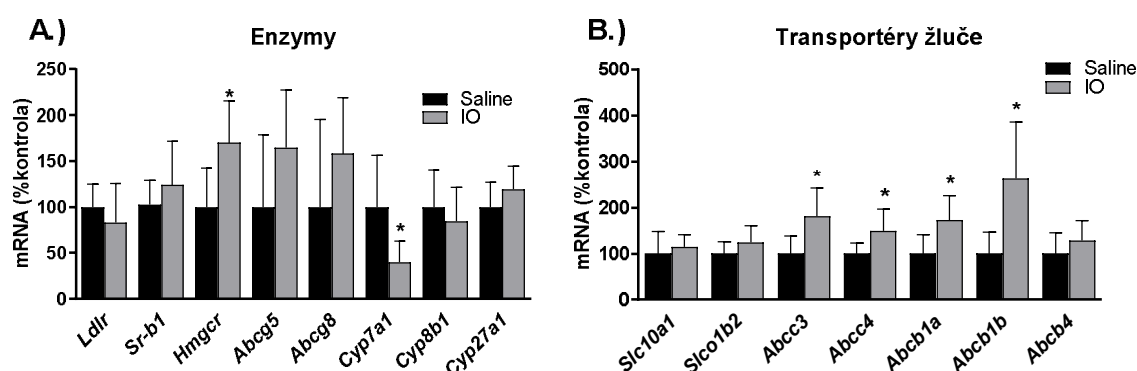 A.)
Enzymy
250
200
150
100
50
0
mRNA (%kontrola)
Saline
IO
*
*
Ldlr
Sr-b1
Hmgcr
Abcg5
Abcg8
Cyp7a1
Cyp8b1
Cyp27a1
B.)
Transportéry žluče
500
400
300
200
100
0
mRNA (%kontrola)
Saline
IO
*
*
*
*
Slc10a1
Slco1b2
Abcc3
Abcc4
Abcb1a
Abcb1b
Abcb4